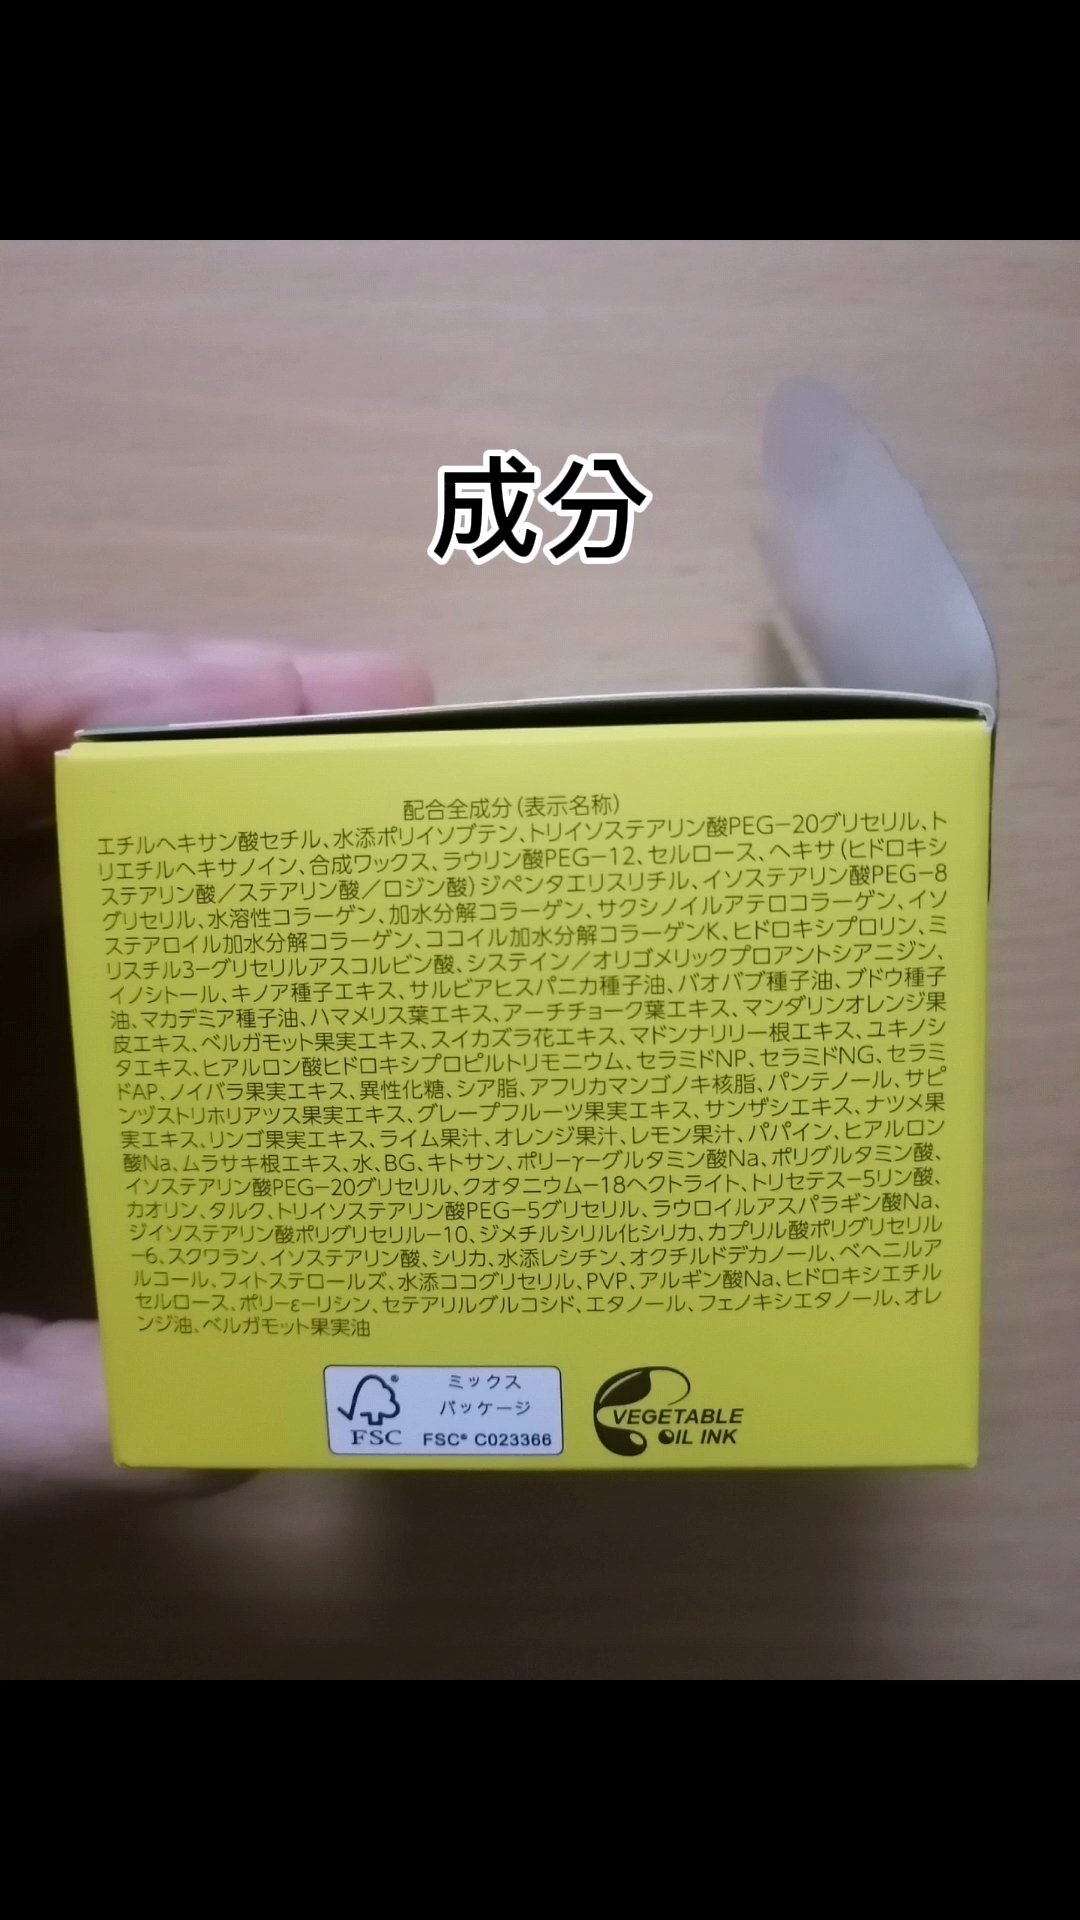 成分
配合全成分(表示名称)
エチルヘキサン酸セチル、水添ポリイソブテン、トリイソステアリン酸PEG−20グリセリル、ト
リエチルヘキサノイン、合成ワックス、ラウリン酸PEG−12、セルロース、ヘキサ(ヒドロキシ
ステアリン酸/ステアリン酸/ロジン酸)ジペンタエリスリチル、イソステアリン酸PEG−8
グリセリル、水溶性コラーゲン、加水分解コラーゲン、サクシノイルアテロコラーゲン、イソ
ステアロイル加水分解コラーゲン、ココイル加水分解コラーゲンK、ヒドロキシプロリン、ミ
リスチル3−グリセリルアスコルビン酸、システイン/オリゴメリックプロアントシアニジン、
イノシトール、キノア種子エキス、サルビアヒスパニカ種子油、バオバブ種子油、ブドウ種子
油、マカデミア種子油、ハマメリス葉エキス、アーチチョーク葉エキス、マンダリンオレンジ果
皮エキス、ベルガモット果実エキス、スイカズラ花エキス、マドンナリリー根エキス、ユキノシ
タエキス、ヒアルロン酸ヒドロキシプロピルトリモニウム、セラミドNP、セラミドNG、セラミ
ドAP、ノイバラ果実エキス、異性化糖、シア脂、アフリカマンゴノキ核脂、パンテノール、サピ
ンヅストリホリアツス果実エキス、グレープフルーツ果実エキス、サンザシエキス、ナツメ果
実エキス、リンゴ果実エキス、ライム果汁、オレンジ果汁、レモン果汁、パパイン、ヒアルロン
酸Na、ムラサキ根エキス、水、BG、キトサン、ポリ−γ−グルタミン酸Na、ポリグルタミン酸、
イソステアリン酸PEG−20グリセリル、クオタニウム−18ヘクトライト、トリセテス−5リン酸、
カオリン、タルク、トリイソステアリン酸PEG−5グリセリル、ラウロイルアスパラギン酸Na、
ジイソステアリン酸ポリグリセリル−10、ジメチルシリル化シリカ、カプリル酸ポリグリセリル
−6、スクワラン、イソステアリン酸、シリカ、水添レシチン、オクチルドデカノール、ベヘニルア
ルコール、フィトステロールズ、水添ココグリセリル、PVP、アルギン酸Na、ヒドロキシエチル
セルロース、ポリ−ε−リシン、セテアリルグルコシド、エタノール、フェノキシエタノール、オレ
ンジ油、ベルガモット果実油
ミックス
パッケージ
FSC® C023366
FSC
VEGETABLE
OIL INK